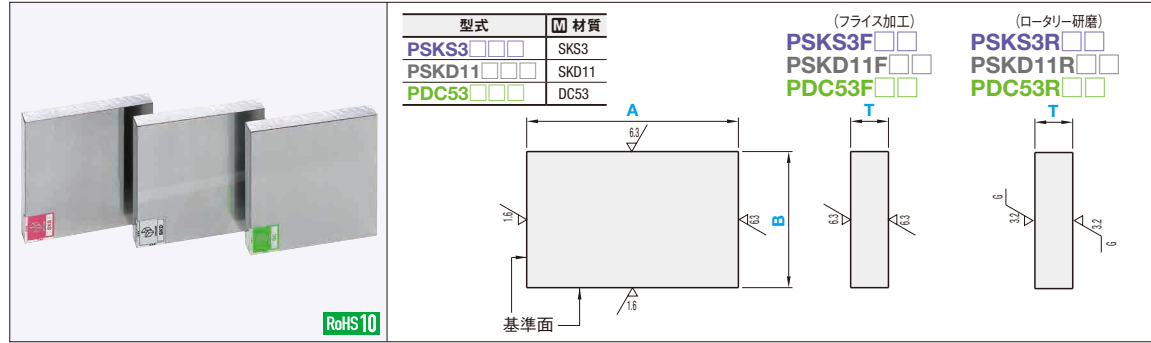 型式 M 材質
PSKS3□□□ SKS3
PSKD11□□□ SKD11
PDC53□□□ DC53
(フライス加工)
PSKS3F□□
PSKD11F□□
PDC53F□□
(ロータリー研磨)
PSKS3R□□
PSKD11R□□
PDC53R□□
A
T
T
6.3
1.6
6.3
B
6.3
6.3
G
3.2
3.2
G
1.6
基準面
RoHS10